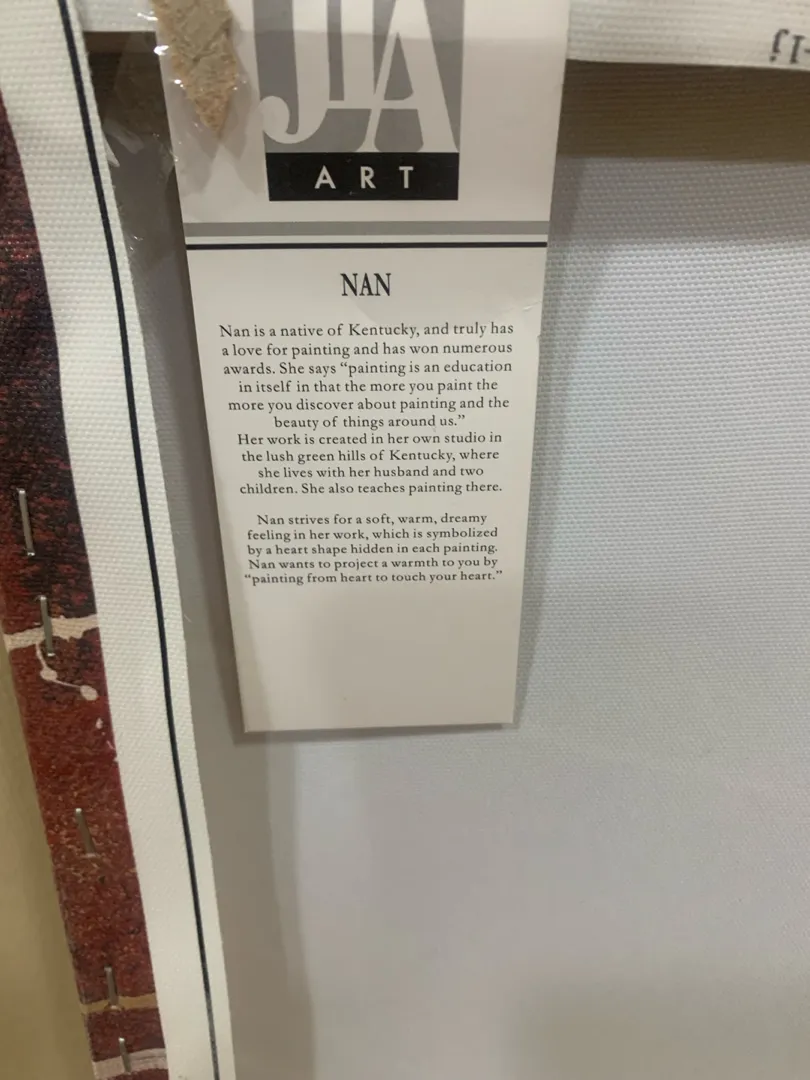 JA
ART
NAN
Nan is a native of Kentucky, and truly has
a love for painting and has won numerous
awards. She says “painting is an education
in itself in that the more you paint the
more you discover about painting and the
beauty of things around us.”
Her work is created in her own studio in
the lush green hills of Kentucky, where
she lives with her husband and two
children. She also teaches painting there.
Nan strives for a soft, warm, dreamy
feeling in her work, which is symbolized
by a heart shape hidden in each painting.
Nan wants to project a warmth to you by
“painting from heart to touch your heart.”